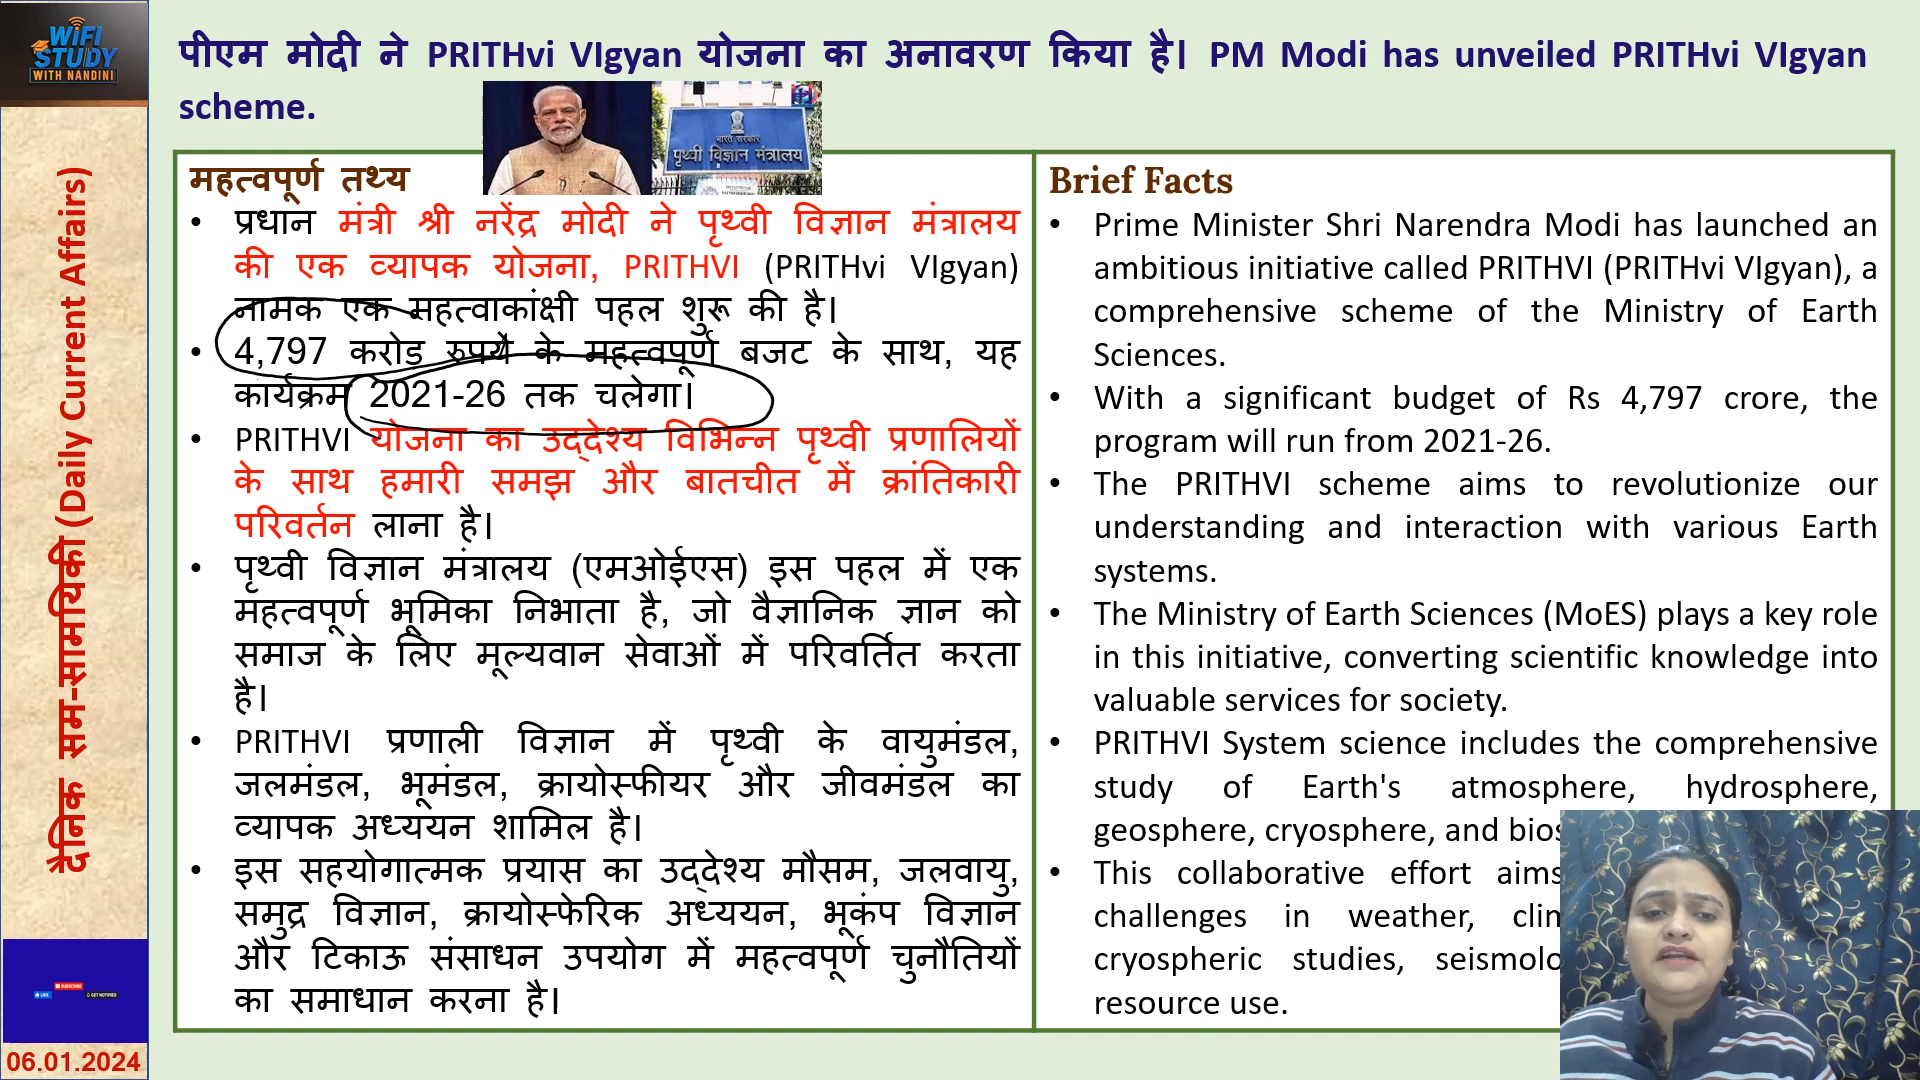 WiFi
STUDY
WITH NANDINI
पीएम मोदी ने PRITHvi VIgyan योजना का अनावरण किया है। PM Modi has unveiled PRITHvi VIgyan
scheme.
भारत सरकार
पृथ्वी विज्ञान मंत्रालय
महत्वपूर्ण तथ्य
• प्रधान मंत्री श्री नरेंद्र मोदी ने पृथ्वी विज्ञान मंत्रालय
की एक व्यापक योजना, PRITHVI (PRITHvi VIgyan)
नामक एक महत्वाकांक्षी पहल शुरू की है।
• 4,797 करोड़ रुपये के महत्वपूर्ण बजट के साथ, यह
कार्यक्रम 2021-26 तक चलेगा।
• PRITHVI योजना का उद्देश्य विभिन्न पृथ्वी प्रणालियों
के साथ हमारी समझ और बातचीत में क्रांतिकारी
परिवर्तन लाना है।
• पृथ्वी विज्ञान मंत्रालय (एमओईएस) इस पहल में एक
महत्वपूर्ण भूमिका निभाता है, जो वैज्ञानिक ज्ञान को
समाज के लिए मूल्यवान सेवाओं में परिवर्तित करता
है।
• PRITHVI प्रणाली विज्ञान में पृथ्वी के वायुमंडल,
जलमंडल, भूमंडल, क्रायोस्फीयर और जीवमंडल का
व्यापक अध्ययन शामिल है।
• इस सहयोगात्मक प्रयास का उद्देश्य मौसम, जलवायु,
समुद्र विज्ञान, क्रायोस्फेरिक अध्ययन, भूकंप विज्ञान
और टिकाऊ संसाधन उपयोग में महत्वपूर्ण चुनौतियों
का समाधान करना है।
Brief Facts
• Prime Minister Shri Narendra Modi has launched an
ambitious initiative called PRITHVI (PRITHvi VIgyan), a
comprehensive scheme of the Ministry of Earth
Sciences.
• With a significant budget of Rs 4,797 crore, the
program will run from 2021-26.
• The PRITHVI scheme aims to revolutionize our
understanding and interaction with various Earth
systems.
• The Ministry of Earth Sciences (MoES) plays a key role
in this initiative, converting scientific knowledge into
valuable services for society.
• PRITHVI System science includes the comprehensive
study of Earth's atmosphere, hydrosphere,
geosphere, cryosphere, and
• This collaborative effort aims
challenges in weather,
cryospheric studies,
resource use.
दैनिक सम-सामयिकी (Daily Current Affairs)
LIKE
SUBSCRIBE
GET NOTIFIED
06.01.2024